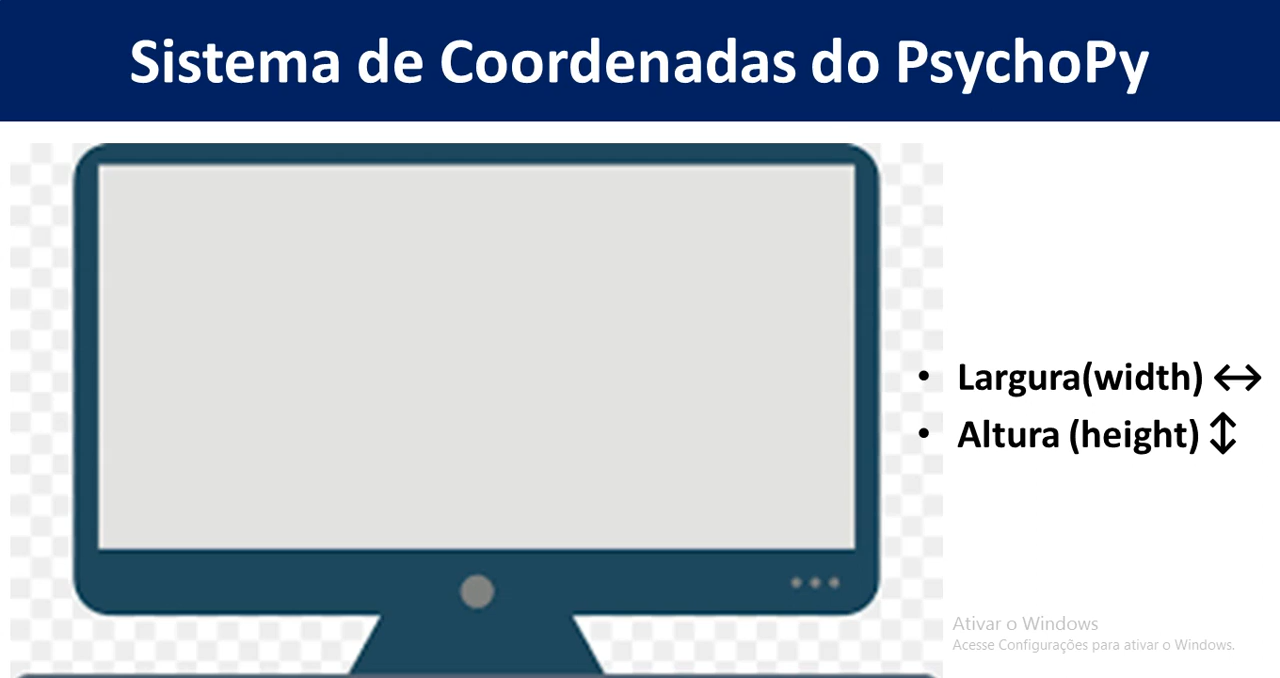 Sistema de Coordenadas do PsychoPy
• Largura(width) ↔
• Altura (height) ↕
Ativar o Windows
Acesse Configurações para ativar o Windows.